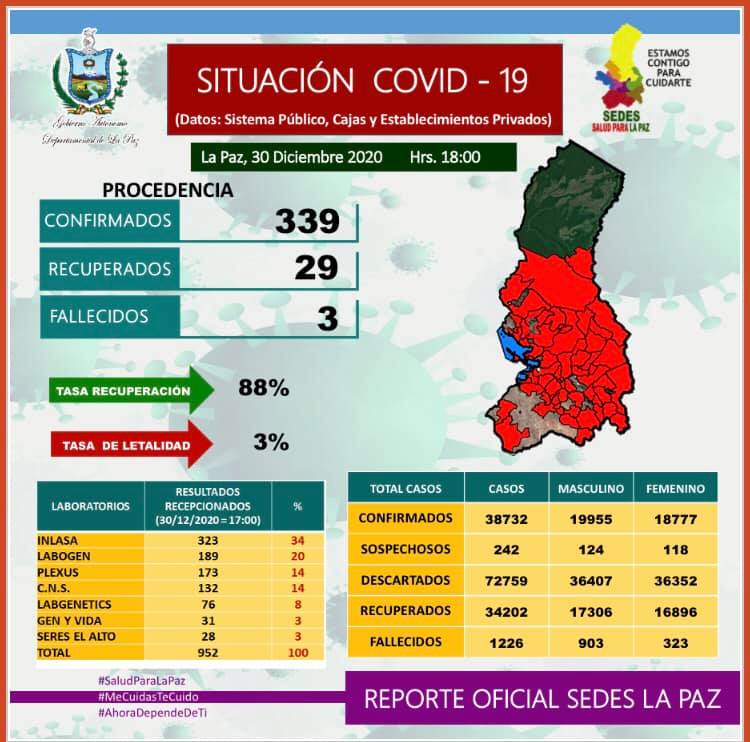 Gobierno Autónomo
Departamental de La Paz
SITUACIÓN COVID - 19
(Datos: Sistema Público, Cajas y Establecimientos Privados)
ESTAMOS
CONTIGO
PARA
CUIDARTE
SEDES
SALUD PARA LA PAZ
La Paz, 30 Diciembre 2020 Hrs. 18:00
PROCEDENCIA
CONFIRMADOS 339
RECUPERADOS 29
FALLECIDOS 3
TASA RECUPERACIÓN 88%
TASA DE LETALIDAD 3%
LABORATORIOS RESULTADOS RECEPCIONADOS (30/12/2020 = 17:00) %
INLASA 323 34
LABOGEN 189 20
PLEXUS 173 14
C.N.S. 132 14
LABGENETICS 76 8
GEN Y VIDA 31 3
SERES EL ALTO 28 3
TOTAL 952 100
TOTAL CASOS CASOS MASCULINO FEMENINO
CONFIRMADOS 38732 19955 18777
SOSPECHOSOS 242 124 118
DESCARTADOS 72759 36407 36352
RECUPERADOS 34202 17306 16896
FALLECIDOS 1226 903 323
#SaludParaLaPaz
#MeCuidasTeCuido
#AhoraDependeDeTi
REPORTE OFICIAL SEDES LA PAZ